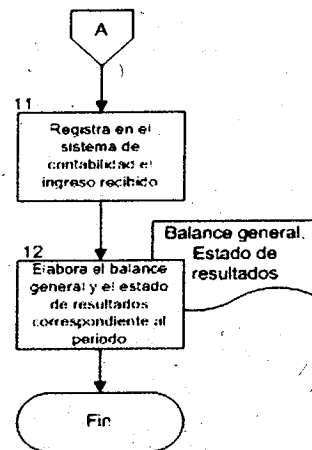 A
11
Registra en el
sistema de
contabilidad el
ingreso recibido
Balance general,
Estado de
resultados
12
Elabora el balance
general y el estado
de resultados
correspondiente al
periodo
Fin